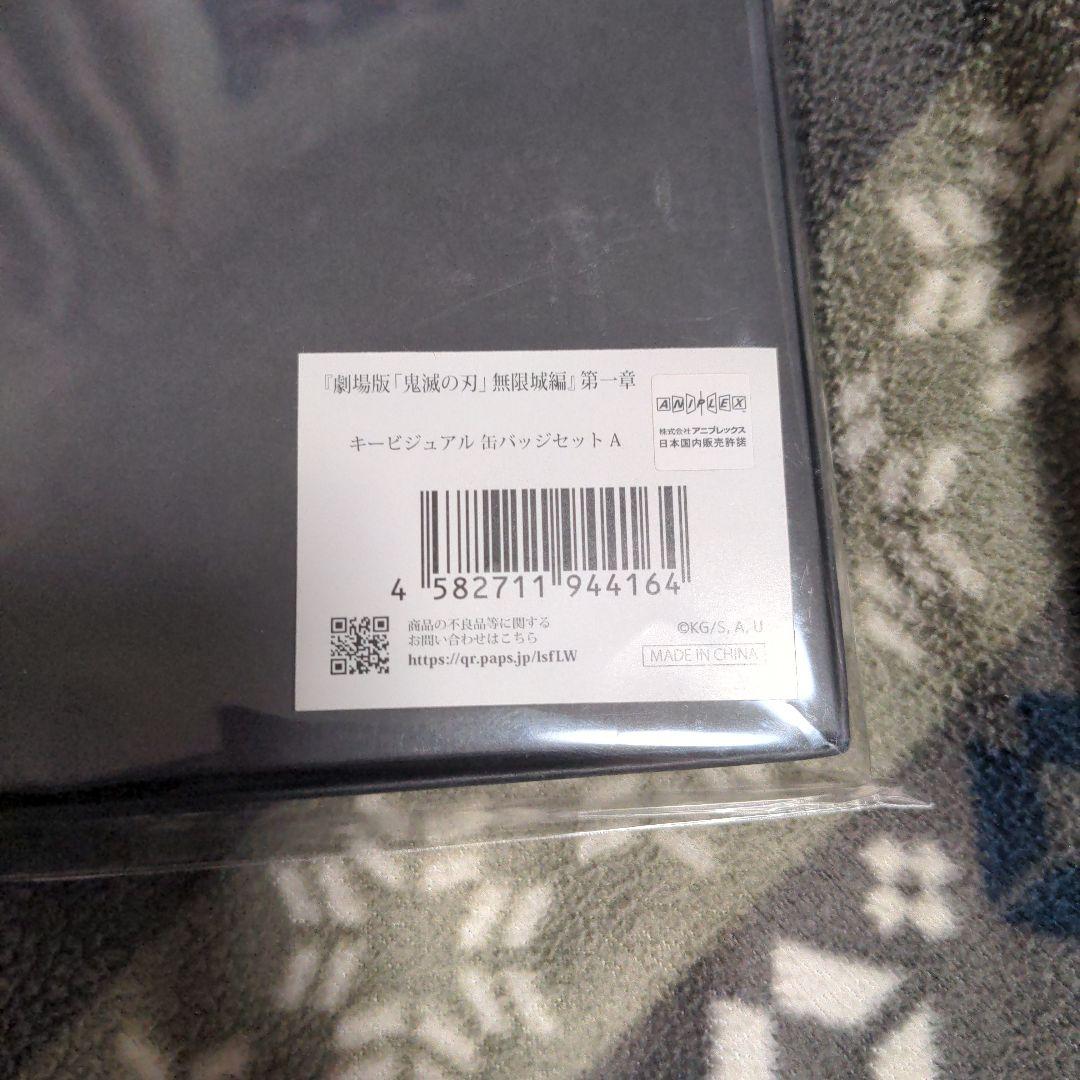 『劇場版「鬼滅の刃」無限城編』第一章
キービジュアル 缶バッジセット A
ANIPLEX
株式会社アニプレックス
日本国内販売許諾
4 582711 944164
商品の不良品等に関する
お問い合わせはこちら
https://qr.paps.jp/lsfLW
©KG/S, A, U
MADE IN CHINA